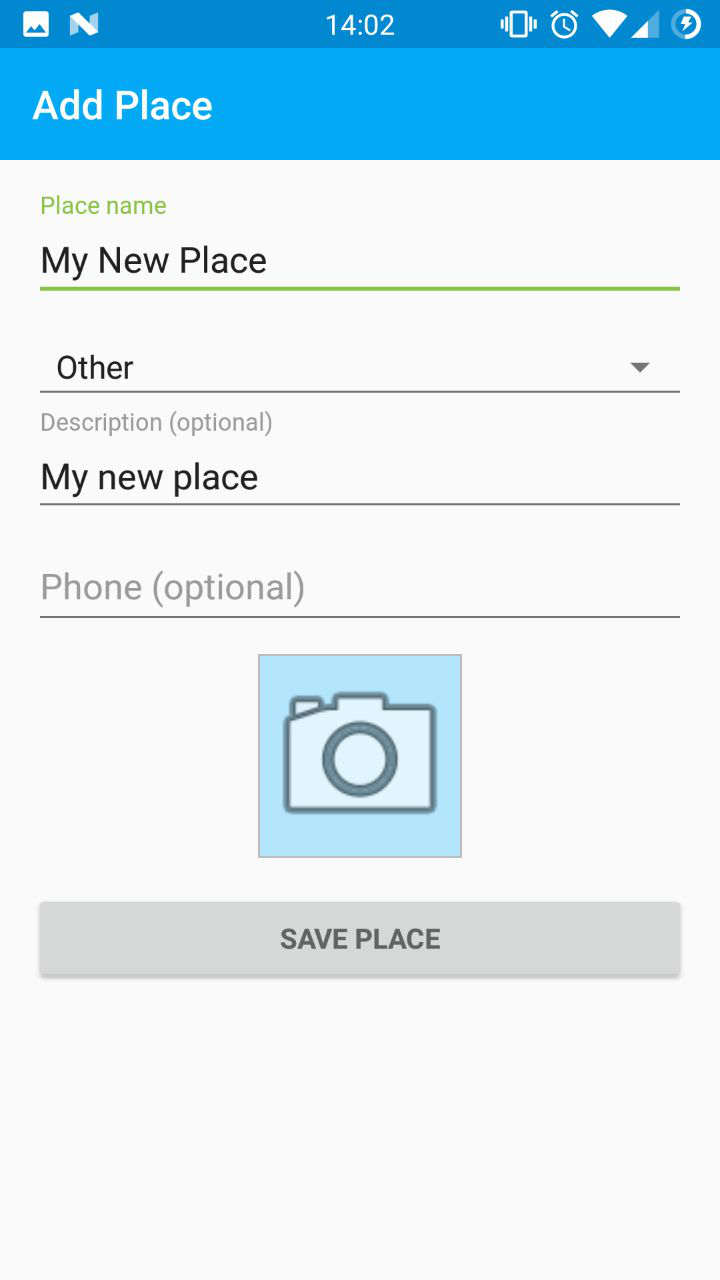 14:02
Add Place
Place name
My New Place
Other
Description (optional)
My new place
Phone (optional)
SAVE PLACE